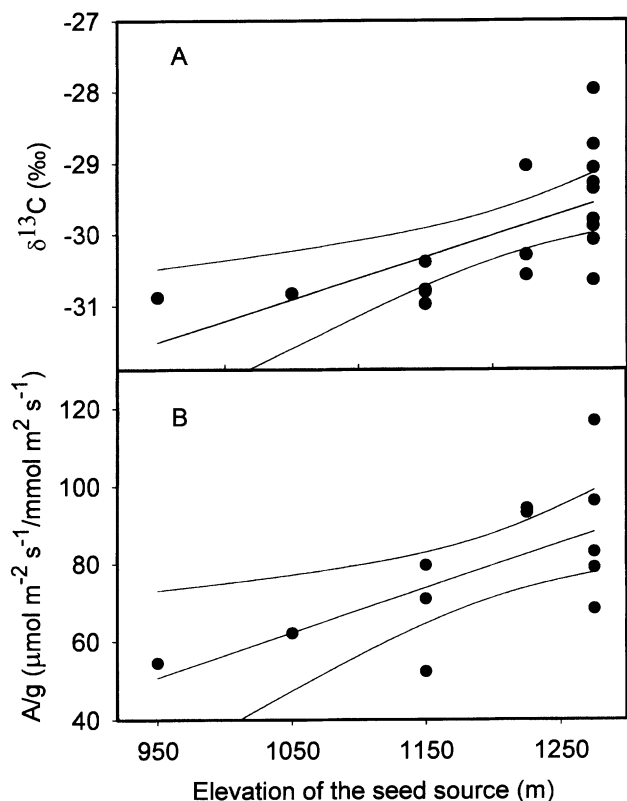 -27
A
-28
-29
-30
-31
δ¹³C (‰)
120
B
100
80
60
40
A/g (μmol m⁻² s⁻¹/mmol m² s⁻¹)
950 1050 1150 1250
Elevation of the seed source (m)